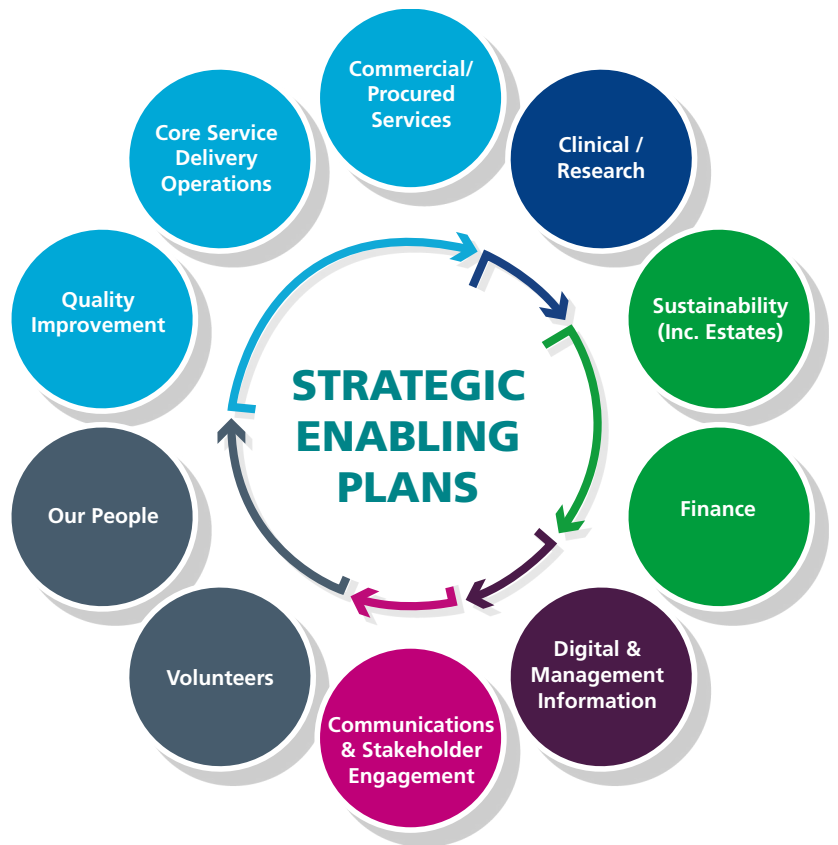 Commercial/
Procured
Services
Clinical /
Research
Sustainability
(Inc. Estates)
Finance
Digital &
Management
Information
Communications
& Stakeholder
Engagement
Volunteers
Our People
Quality
Improvement
Core Service
Delivery
Operations
STRATEGIC
ENABLING
PLANS